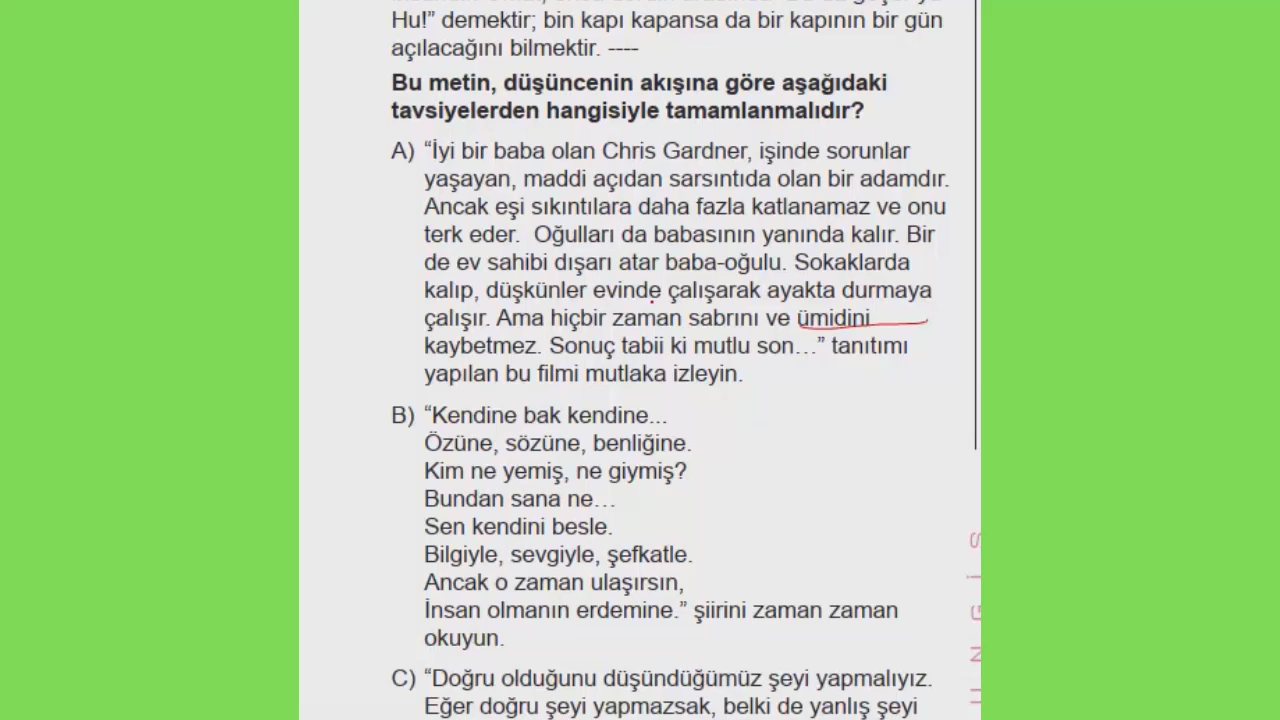 Hu!” demektir; bin kapı kapansa da bir kapının bir gün
açılacağını bilmektir. ----
Bu metin, düşüncenin akışına göre aşağıdaki
tavsiyelerden hangisiyle tamamlanmalıdır?
A) “İyi bir baba olan Chris Gardner, işinde sorunlar
yaşayan, maddi açıdan sarsıntıda olan bir adamdır.
Ancak eşi sıkıntılara daha fazla katlanamaz ve onu
terk eder. Oğulları da babasının yanında kalır. Bir
de ev sahibi dışarı atar baba-oğulu. Sokaklarda
kalıp, düşkünler evinde çalışarak ayakta durmaya
çalışır. Ama hiçbir zaman sabrını ve ümidini
kaybetmez. Sonuç tabii ki mutlu son…” tanıtımı
yapılan bu filmi mutlaka izleyin.
B) “Kendine bak kendine...
Özüne, sözüne, benliğine.
Kim ne yemiş, ne giymiş?
Bundan sana ne…
Sen kendini besle.
Bilgiyle, sevgiyle, şefkatle.
Ancak o zaman ulaşırsın,
İnsan olmanın erdemine.” şiirini zaman zaman
okuyun.
C) “Doğru olduğunu düşündüğümüz şeyi yapmalıyız.
Eğer doğru şeyi yapmazsak, belki de yanlış şeyi